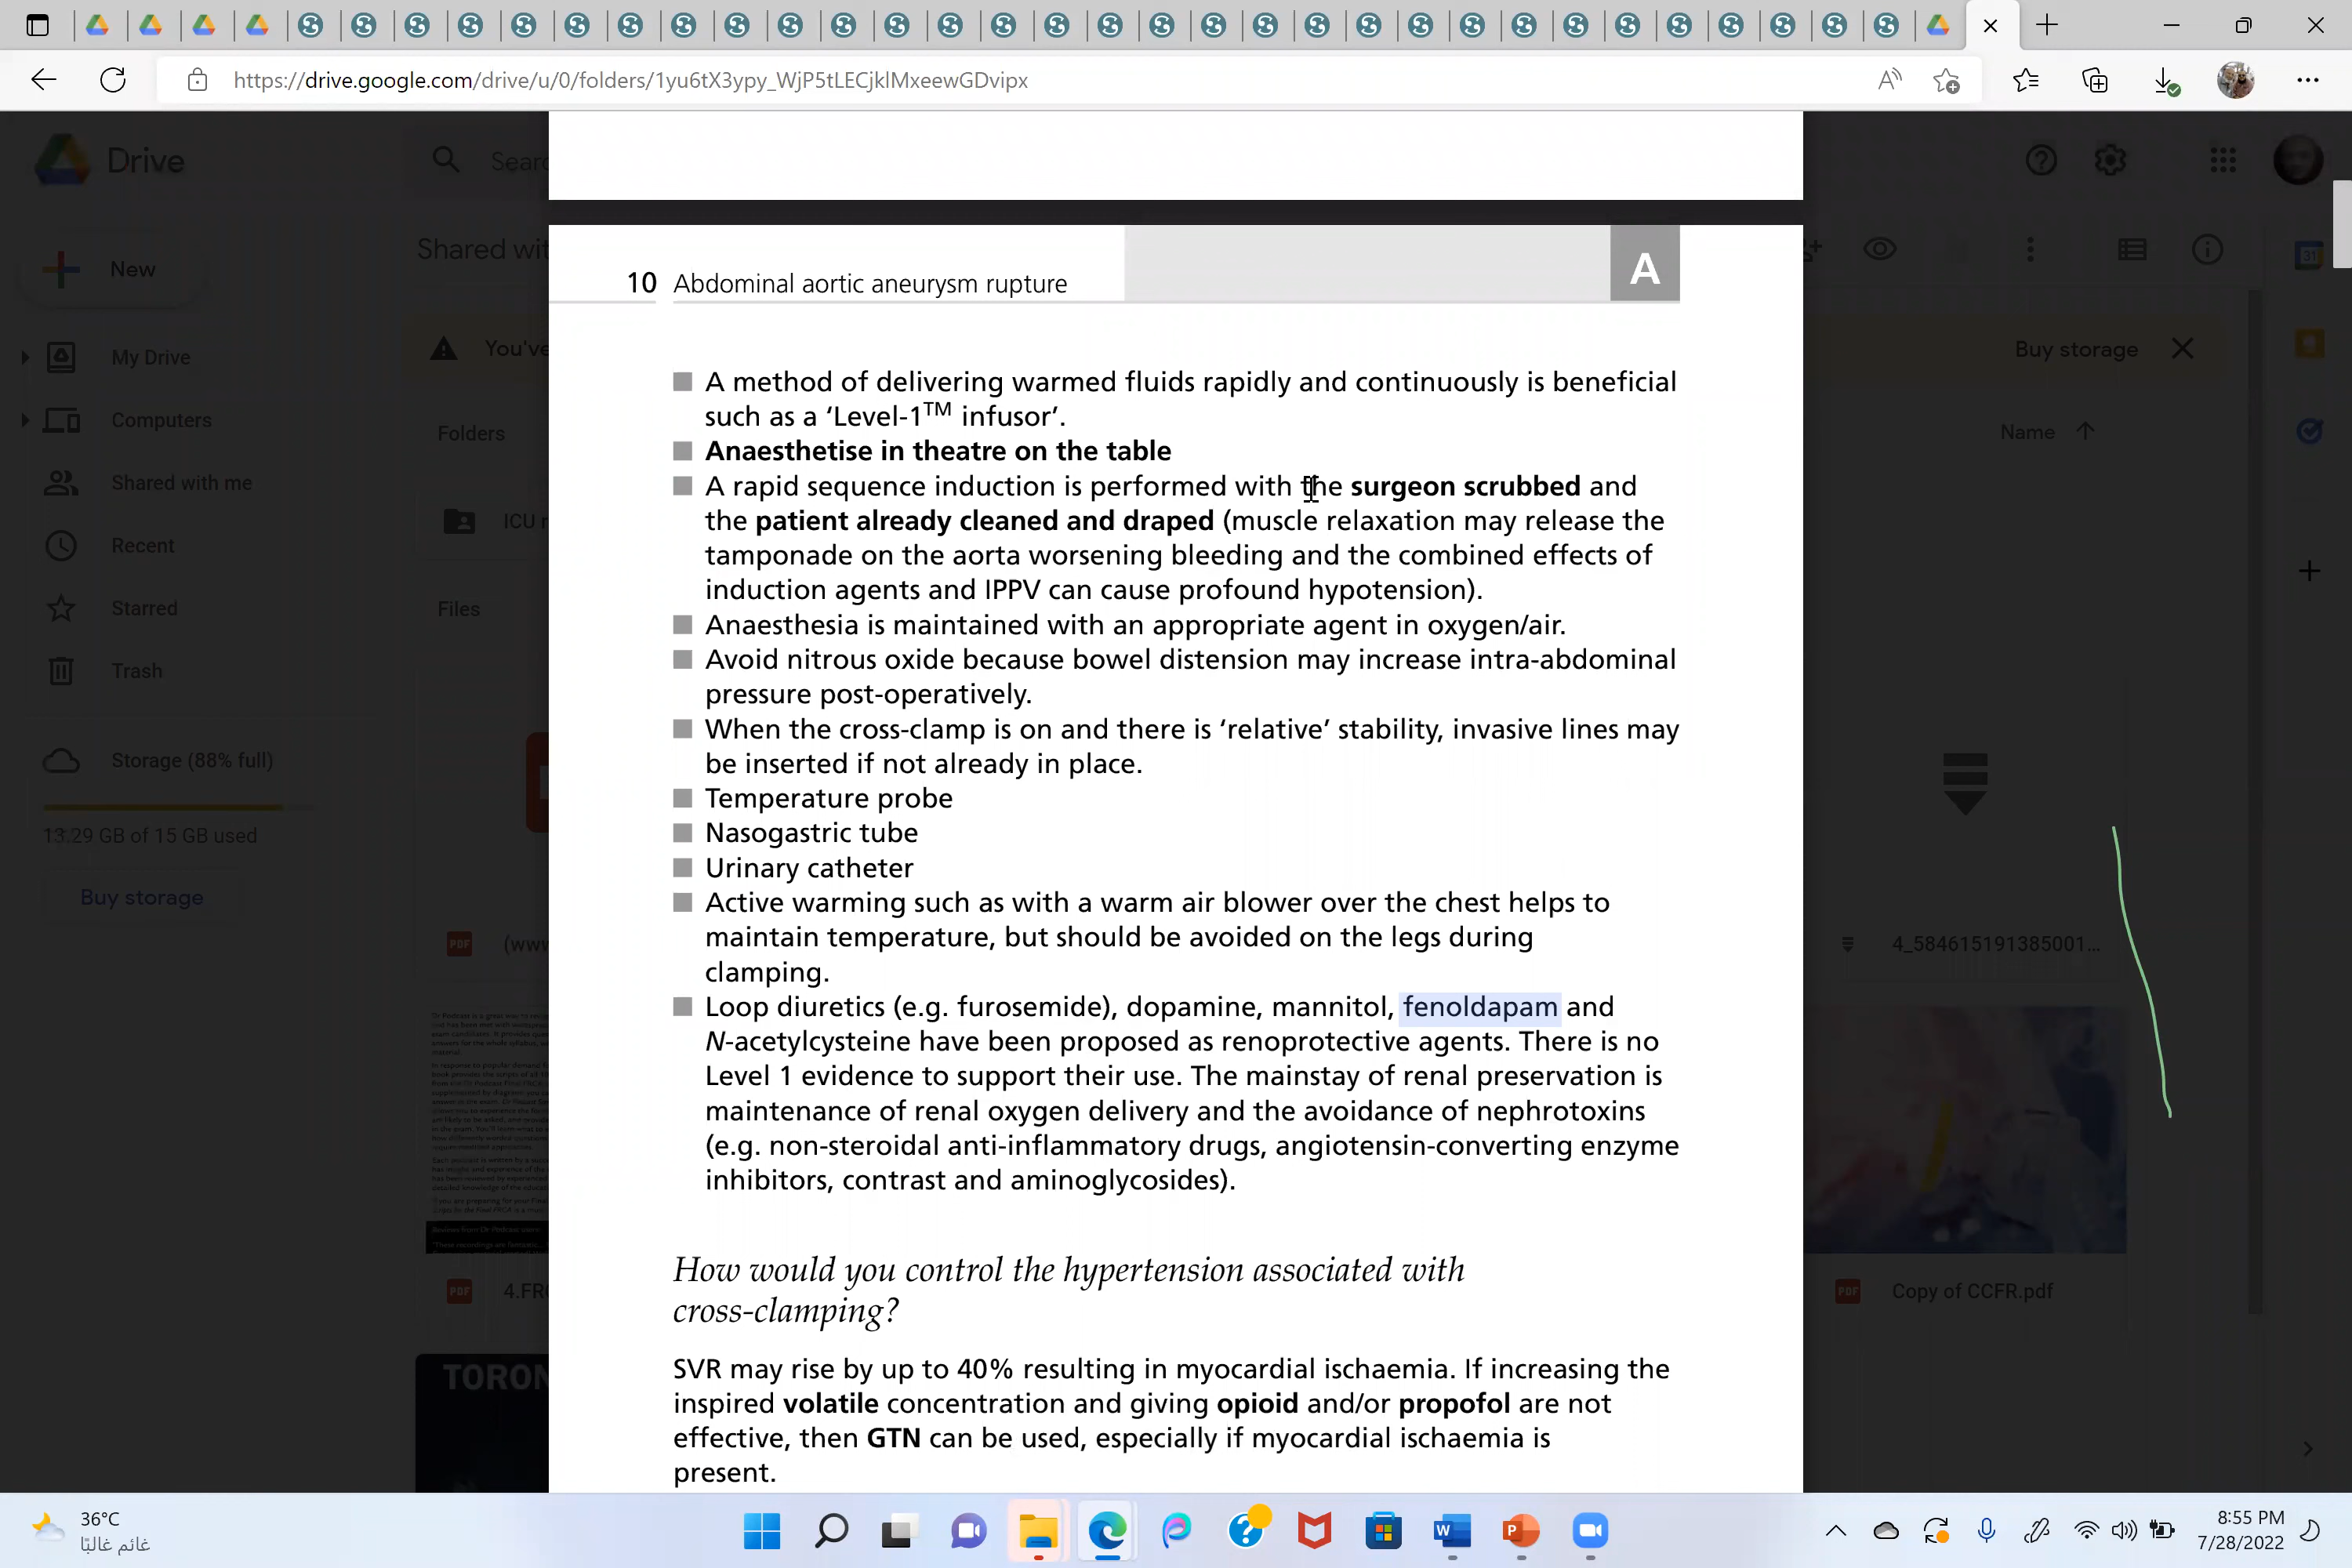 https://drive.google.com/drive/u/0/folders/1yu6tX3ypy_WjP5tLECjklMxeewGDvipx
Drive
Searc
New
Shared wit
My Drive
You've
Buy storage
Computers
Folders
Name
Shared with me
ICU r
Recent
Starred
Files
Trash
Storage (88% full)
13.29 GB of 15 GB used
Buy storage
PDF (www
4_584615191385001...
PDF 4.FR
PDF Copy of CCFR.pdf
TORON
31
10 Abdominal aortic aneurysm rupture
A
A method of delivering warmed fluids rapidly and continuously is beneficial
such as a ‘Level-1TM infusor’.
Anaesthetise in theatre on the table
A rapid sequence induction is performed with the surgeon scrubbed and
the patient already cleaned and draped (muscle relaxation may release the
tamponade on the aorta worsening bleeding and the combined effects of
induction agents and IPPV can cause profound hypotension).
Anaesthesia is maintained with an appropriate agent in oxygen/air.
Avoid nitrous oxide because bowel distension may increase intra-abdominal
pressure post-operatively.
When the cross-clamp is on and there is ‘relative’ stability, invasive lines may
be inserted if not already in place.
Temperature probe
Nasogastric tube
Urinary catheter
Active warming such as with a warm air blower over the chest helps to
maintain temperature, but should be avoided on the legs during
clamping.
Loop diuretics (e.g. furosemide), dopamine, mannitol, fenoldapam and
N-acetylcysteine have been proposed as renoprotective agents. There is no
Level 1 evidence to support their use. The mainstay of renal preservation is
maintenance of renal oxygen delivery and the avoidance of nephrotoxins
(e.g. non-steroidal anti-inflammatory drugs, angiotensin-converting enzyme
inhibitors, contrast and aminoglycosides).
How would you control the hypertension associated with
cross-clamping?
SVR may rise by up to 40% resulting in myocardial ischaemia. If increasing the
inspired volatile concentration and giving opioid and/or propofol are not
effective, then GTN can be used, especially if myocardial ischaemia is
present.
36°C
غائم غالبًا
8:55 PM
7/28/2022